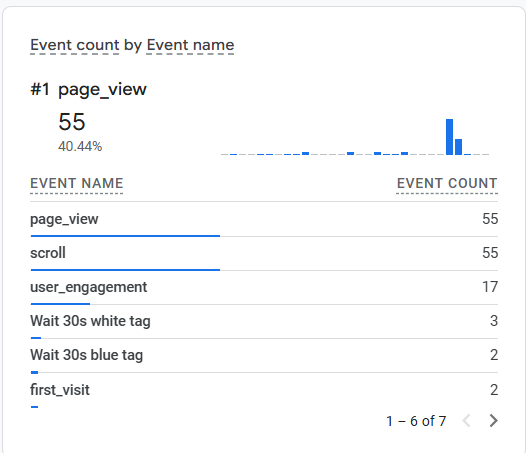 Event count by Event name
#1 page_view
55
40.44%
EVENT NAME EVENT COUNT
page_view 55
scroll 55
user_engagement 17
Wait 30s white tag 3
Wait 30s blue tag 2
first_visit 2
1 – 6 of 7